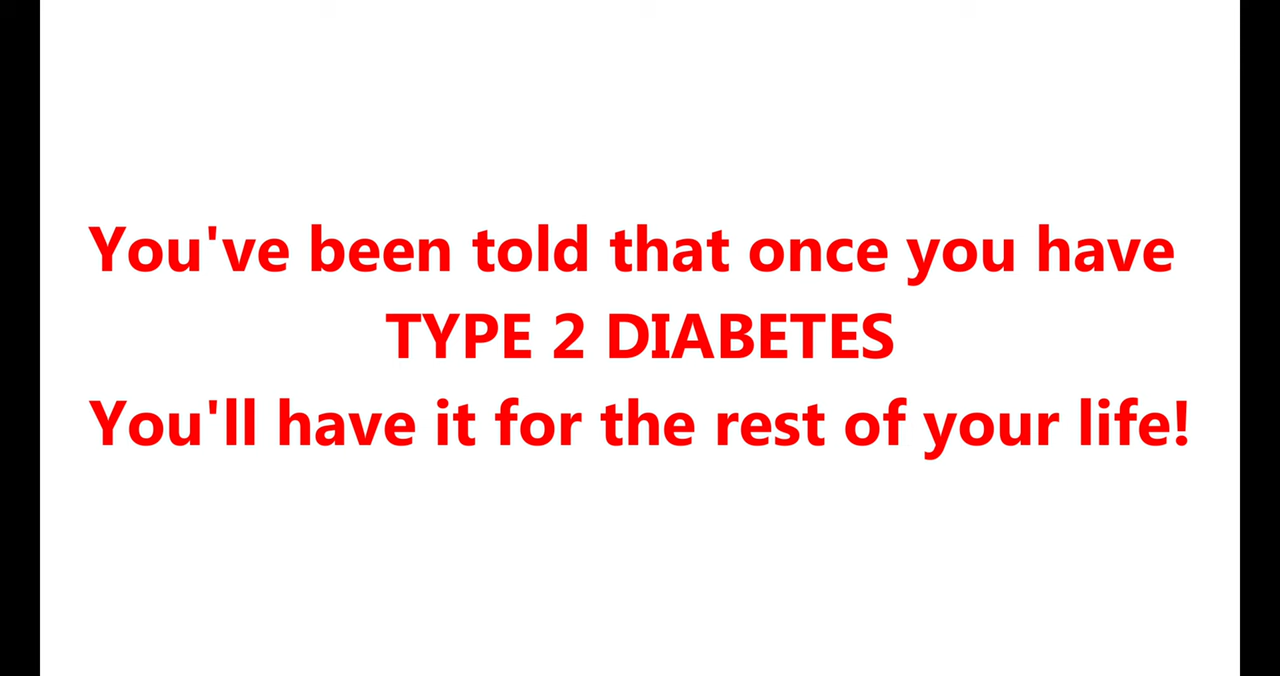 You've been told that once you have
TYPE 2 DIABETES
You'll have it for the rest of your life!